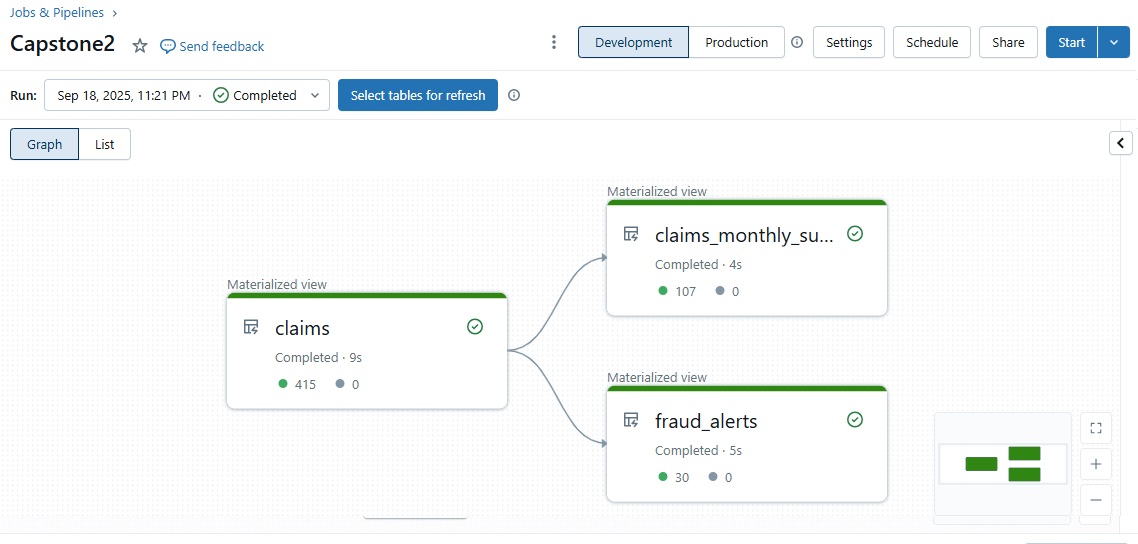 Jobs & Pipelines
Capstone2 Send feedback Development Production Settings Schedule Share Start
Run: Sep 18, 2025, 11:21 PM · Completed Select tables for refresh
Graph List
Materialized view
claims_monthly_su...
Completed · 4s
107 0
Materialized view
claims
Completed · 9s
415 0
Materialized view
fraud_alerts
Completed · 5s
30 0